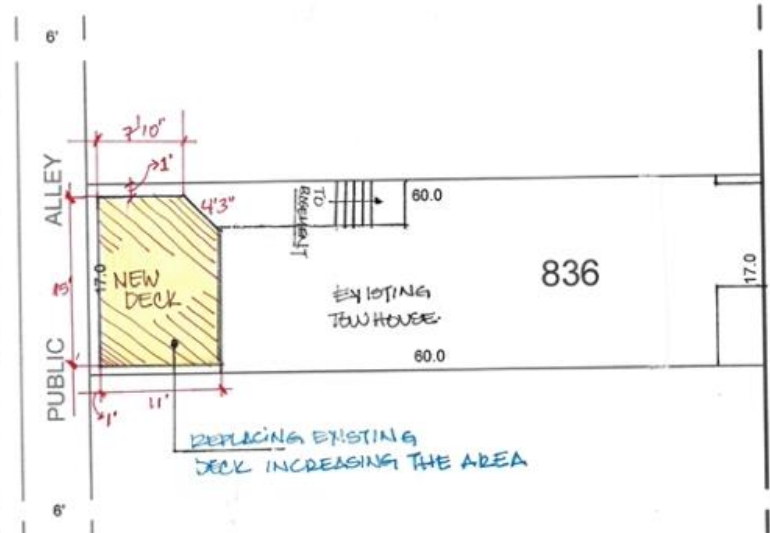 6'
7'10"
1'
ALLEY
4'3"
TO
BASEMENT
60.0
15'
17.0
NEW
DECK
836
17.0
EXISTING
TOWNHOUSE
60.0
PUBLIC
1'
11'
REPLACING EXISTING
DECK INCREASING THE AREA
6'